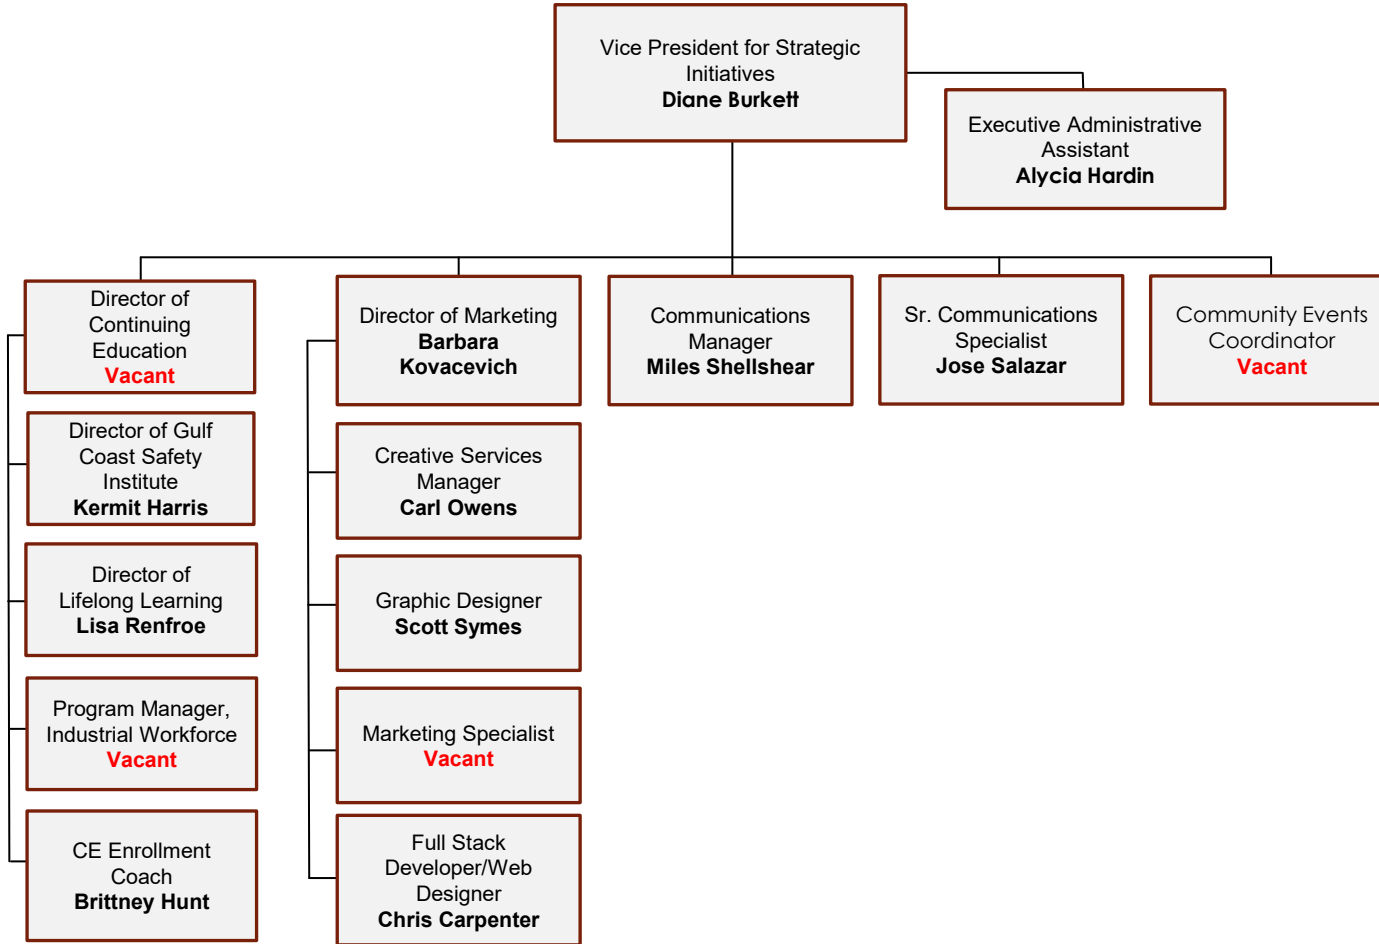 Vice President for Strategic
Initiatives
Diane Burkett
Executive Administrative
Assistant
Alycia Hardin
Director of
Continuing
Education
Vacant
Director of Marketing
Barbara
Kovacevich
Communications
Manager
Miles Shellshear
Sr. Communications
Specialist
Jose Salazar
Community Events
Coordinator
Vacant
Director of Gulf
Coast Safety
Institute
Kermit Harris
Creative Services
Manager
Carl Owens
Director of
Lifelong Learning
Lisa Renfroe
Graphic Designer
Scott Symes
Program Manager,
Industrial Workforce
Vacant
Marketing Specialist
Vacant
CE Enrollment
Coach
Brittney Hunt
Full Stack
Developer/Web
Designer
Chris Carpenter